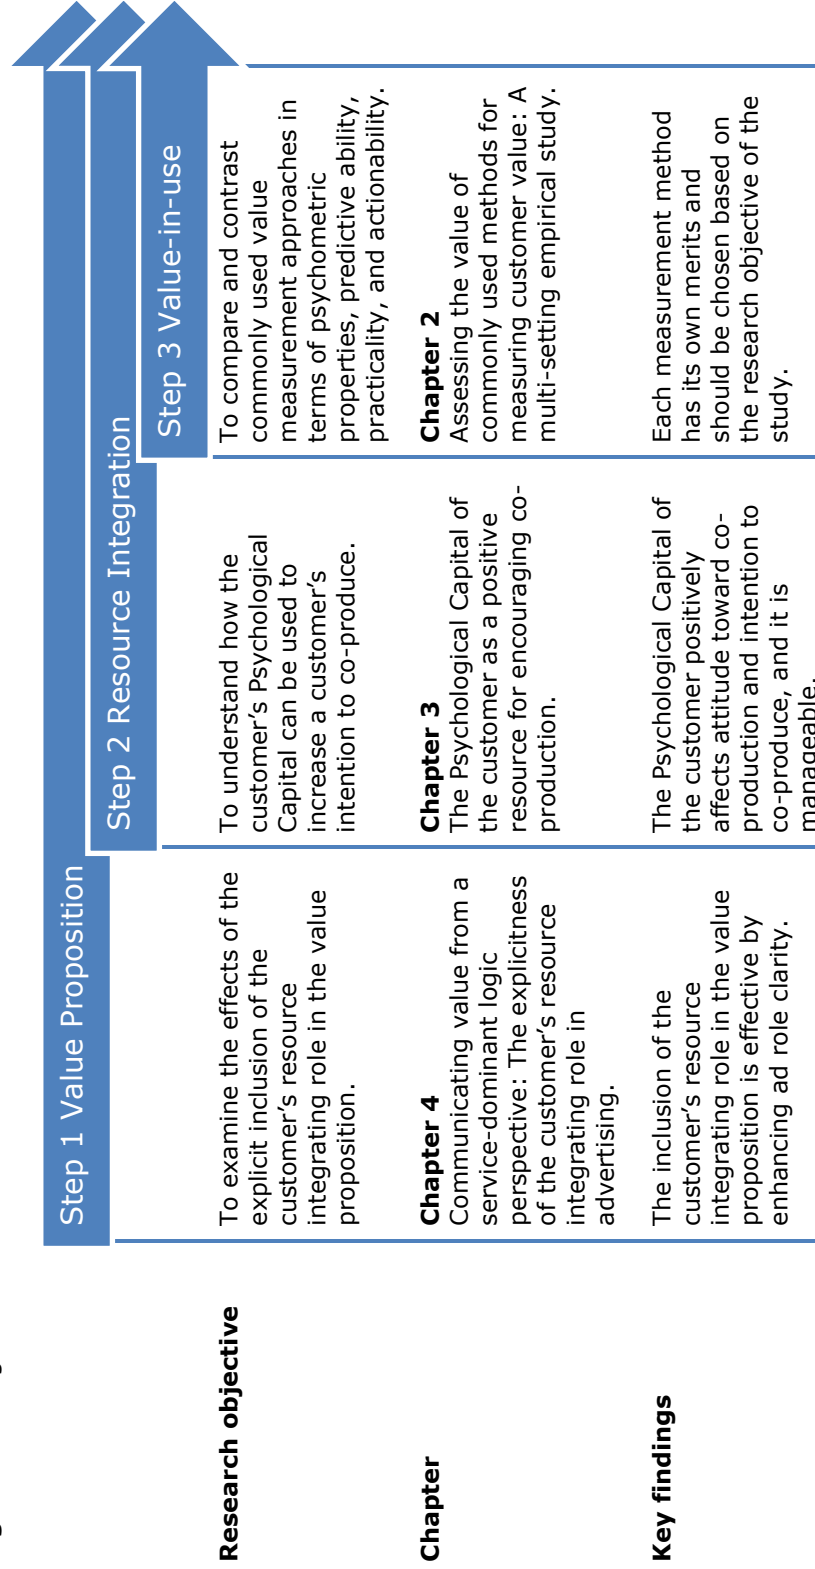 Step 1 Value Proposition
Step 2 Resource Integration
Step 3 Value-in-use
Research objective
To examine the effects of the
explicit inclusion of the
customer’s resource
integrating role in the value
proposition.
To understand how the
customer’s Psychological
Capital can be used to
increase a customer’s
intention to co-produce.
To compare and contrast
commonly used value
measurement approaches in
terms of psychometric
properties, predictive ability,
practicality, and actionability.
Chapter
Chapter 4
Communicating value from a
service-dominant logic
perspective: The explicitness
of the customer’s resource
integrating role in
advertising.
Chapter 3
The Psychological Capital of
the customer as a positive
resource for encouraging co-
production.
Chapter 2
Assessing the value of
commonly used methods for
measuring customer value: A
multi-setting empirical study.
Key findings
The inclusion of the
customer’s resource
integrating role in the value
proposition is effective by
enhancing ad role clarity.
The Psychological Capital of
the customer positively
affects attitude toward co-
production and intention to
co-produce, and it is
manageable.
Each measurement method
has its own merits and
should be chosen based on
the research objective of the
study.